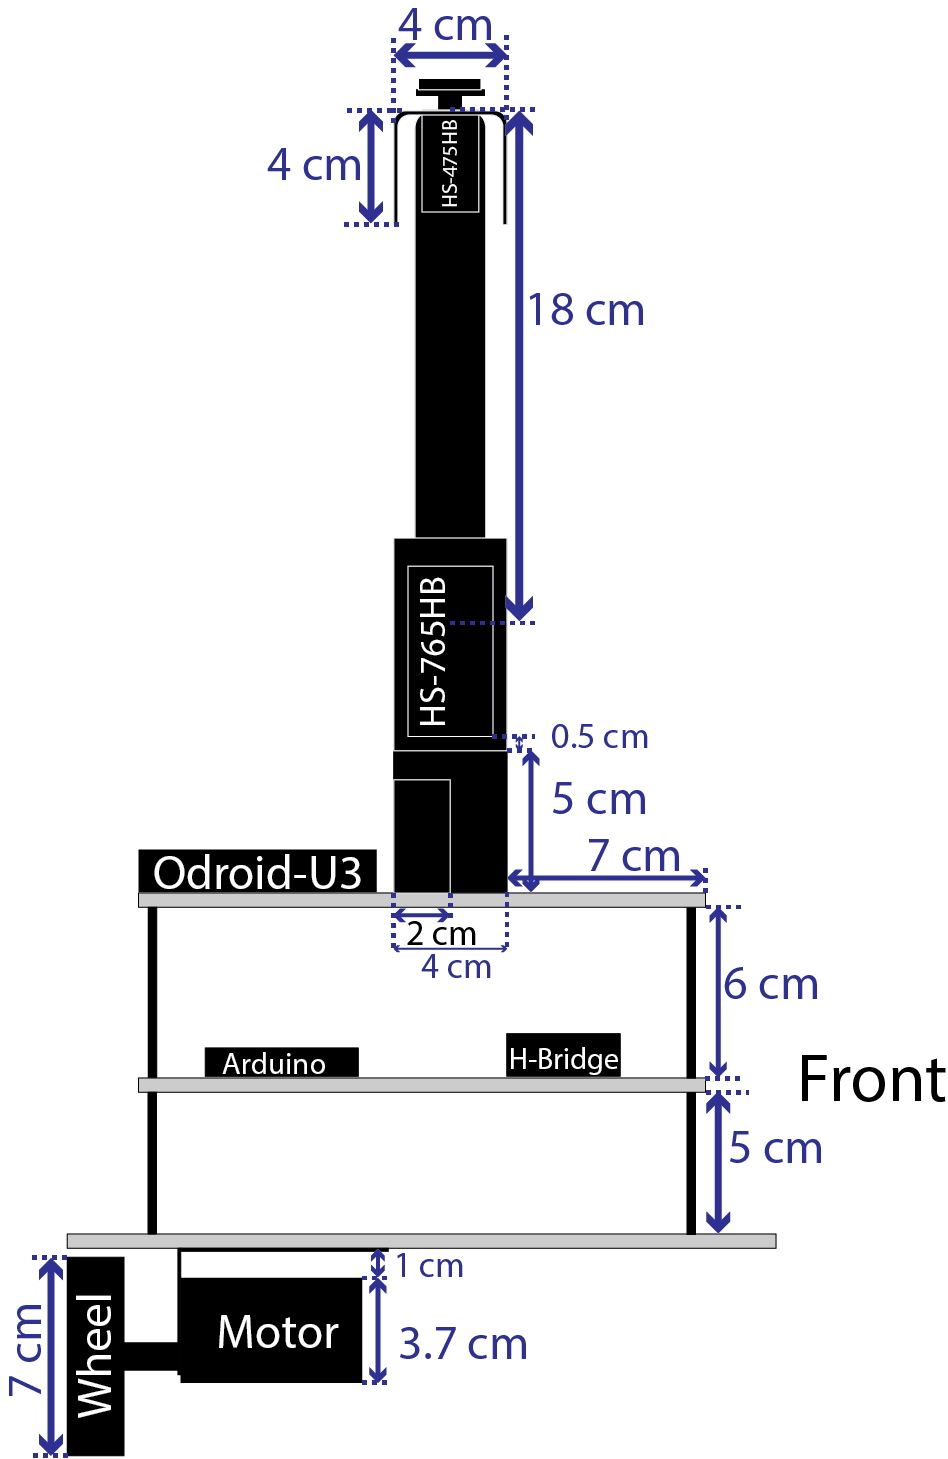 4 cm
4 cm
HS-475HB
18 cm
HS-765HB
0.5 cm
5 cm
7 cm
Odroid-U3
2 cm
4 cm
6 cm
Arduino
H-Bridge
Front
5 cm
1 cm
7 cm
Wheel
Motor
3.7 cm